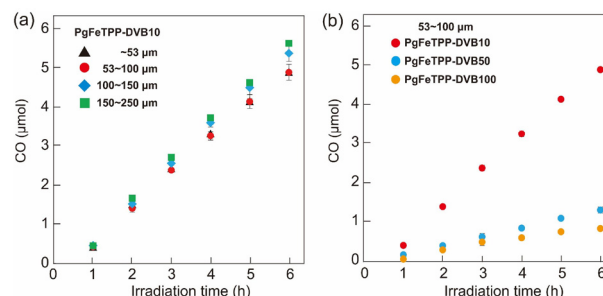 (a)
PgFeTPP-DVB10
~53 μm
53~100 μm
100~150 μm
150~250 μm
CO (μmol)
6
5
4
3
2
1
0
0 1 2 3 4 5 6
Irradiation time (h)
(b)
53~100 μm
PgFeTPP-DVB10
PgFeTPP-DVB50
PgFeTPP-DVB100
CO (μmol)
6
5
4
3
2
1
0
0 1 2 3 4 5 6
Irradiation time (h)